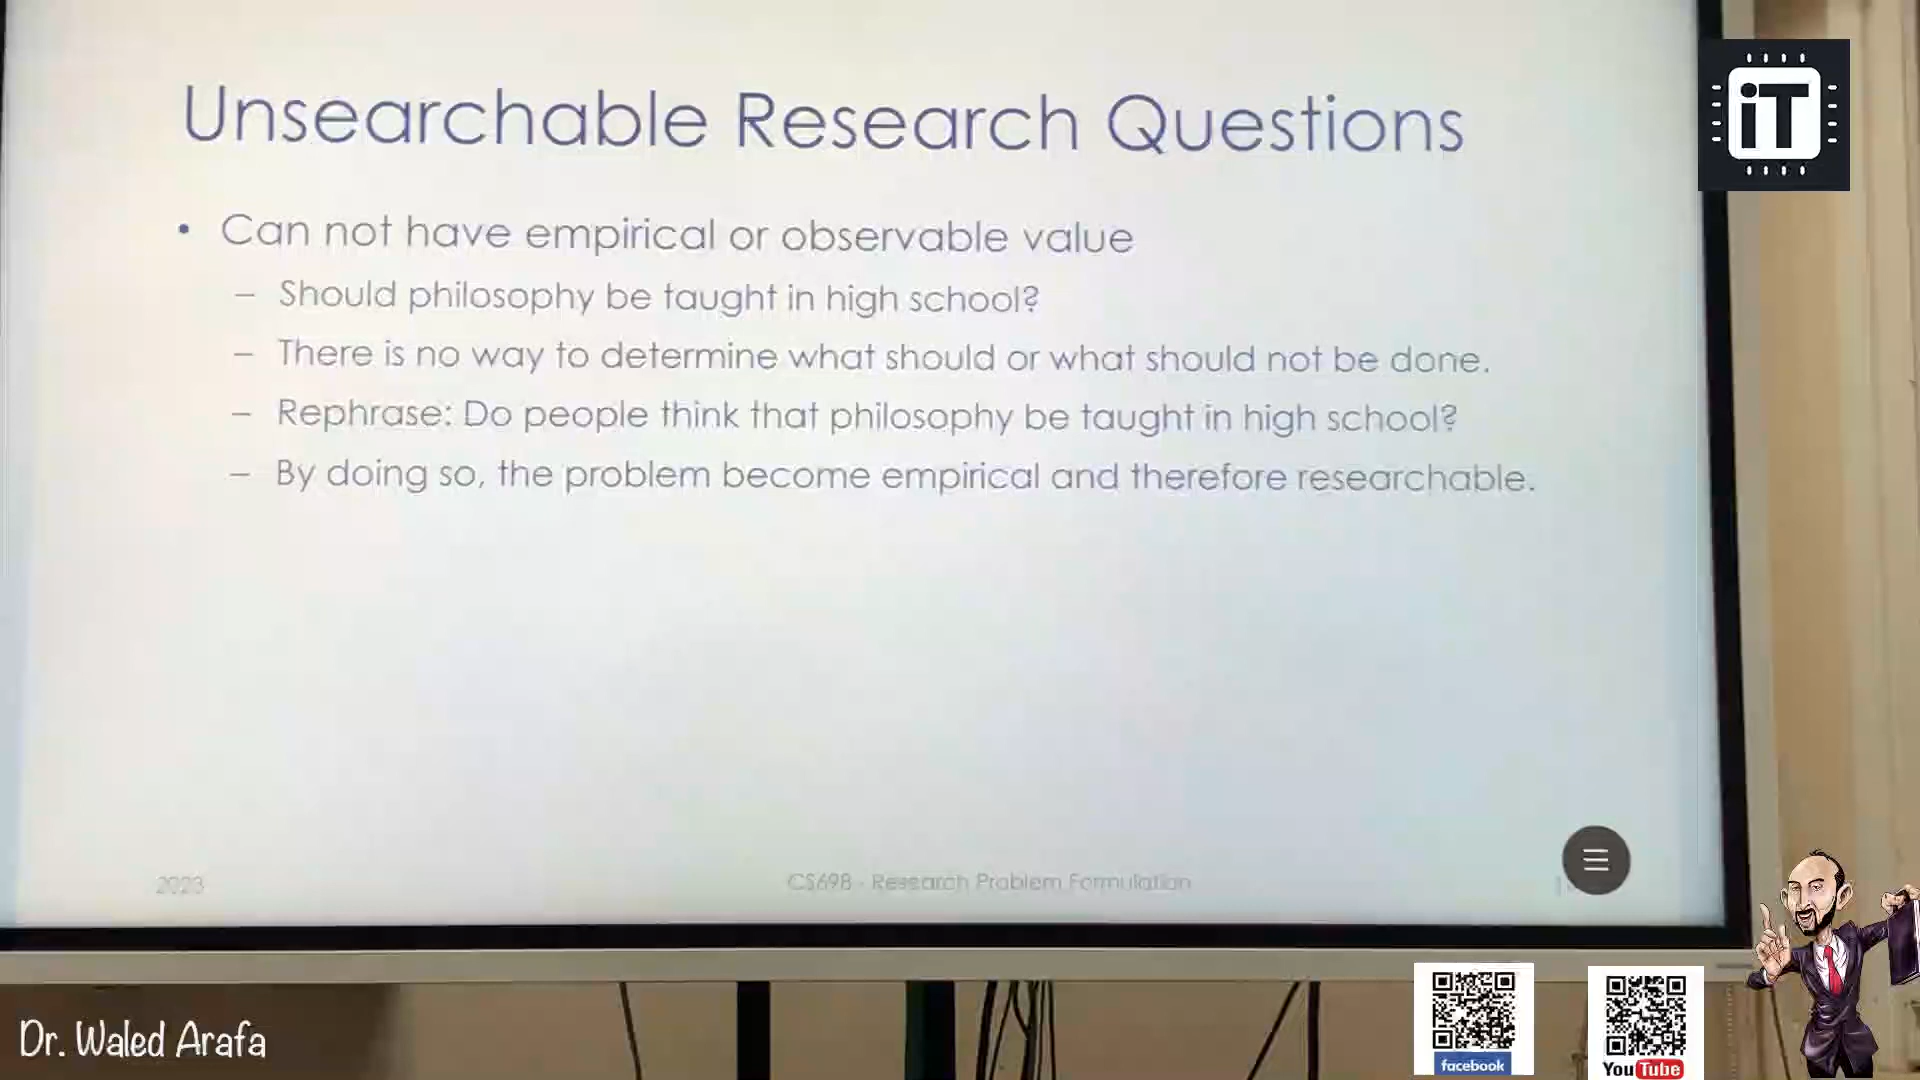 iT
Unsearchable Research Questions
• Can not have empirical or observable value
– Should philosophy be taught in high school?
– There is no way to determine what should or what should not be done.
– Rephrase: Do people think that philosophy be taught in high school?
– By doing so, the problem become empirical and therefore researchable.
2023
CS698 - Research Problem Formulation
Dr. Waled Arafa
facebook
YouTube